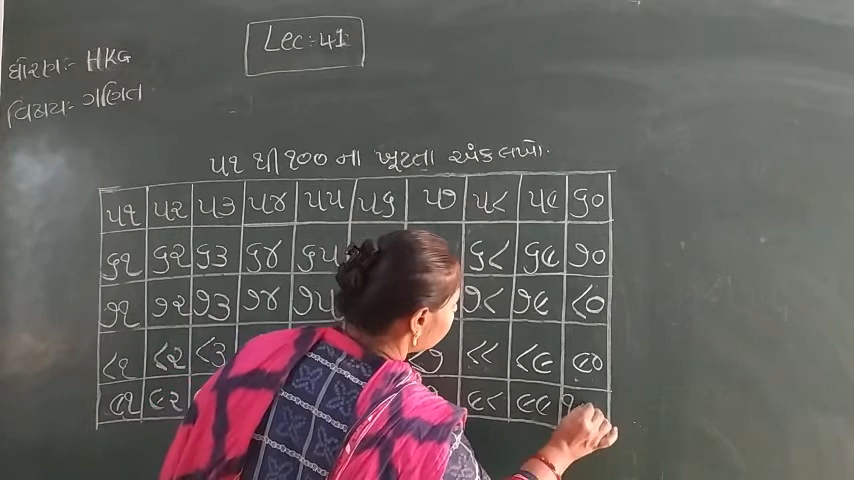 Lec:-41
ધોરણ:- HKG
વિષય:- ગણિત
૫૧ થી ૧૦૦ ના ખૂટતા અંક લખો.
૫૧ ૫૨ ૫૩ ૫૪ ૫૫ ૫૬ ૫૭ ૫૮ ૫૯ ૬૦
૬૧ ૬૨ ૬૩ ૬૪ ૬૫ ૬૮ ૬૯ ૭૦
૭૧ ૭૨ ૭૩ ૭૪ ૭૫ ૭૮ ૭૯ ૮૦
૮૧ ૮૨ ૮૩ ૮૮ ૮૯ ૯૦
૯૧ ૯૨ ૯૮ ૯૯